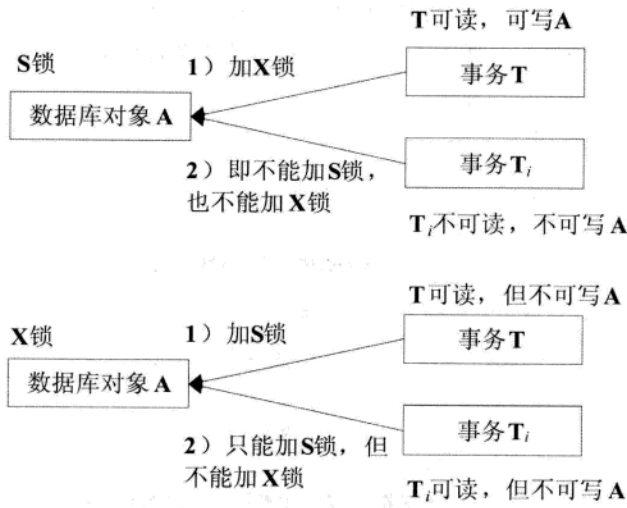 T可读，可写A
S锁
1）加X锁
事务T
数据库对象A
2）即不能加S锁，
也不能加X锁
事务Ti
Ti不可读，不可写A
T可读，但不可写A
X锁
1）加S锁
事务T
数据库对象A
2）只能加S锁，但
不能加X锁
事务Ti
Ti可读，但不可写A